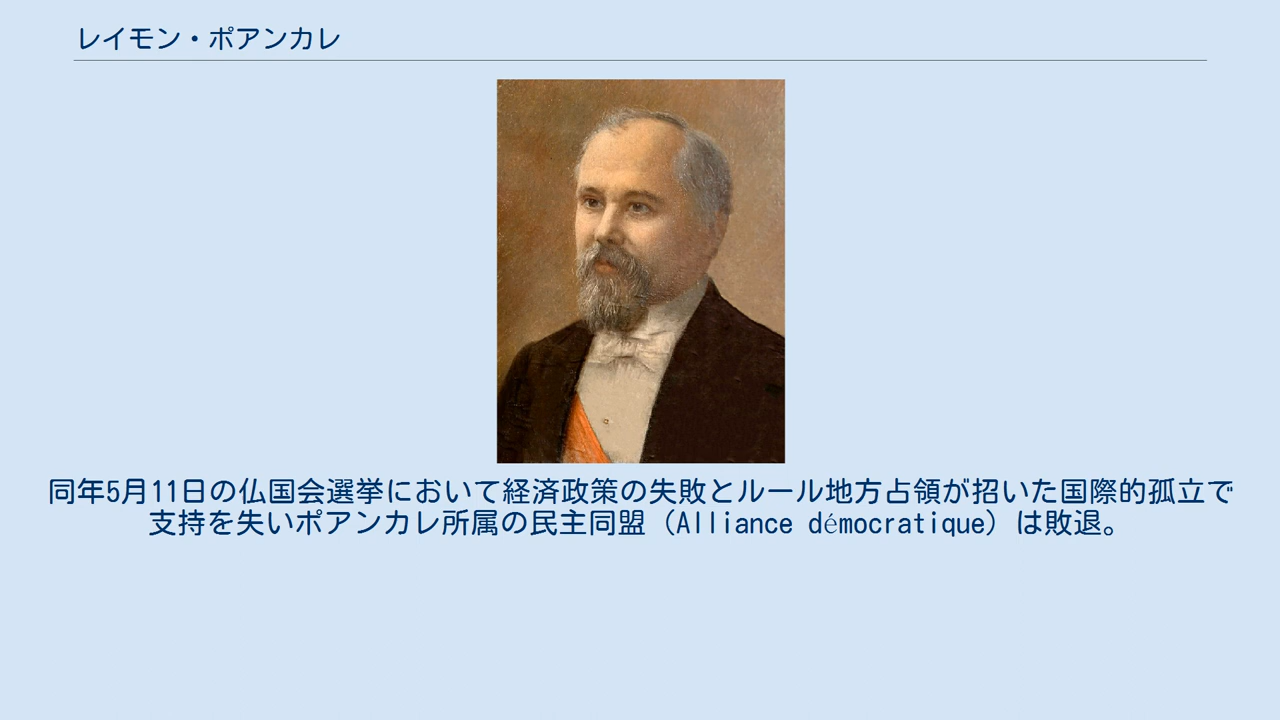 レイモン・ポアンカレ
同年5月11日の仏国会選挙において経済政策の失敗とルール地方占領が招いた国際的孤立で
支持を失いポアンカレ所属の民主同盟（Alliance démocratique）は敗退。